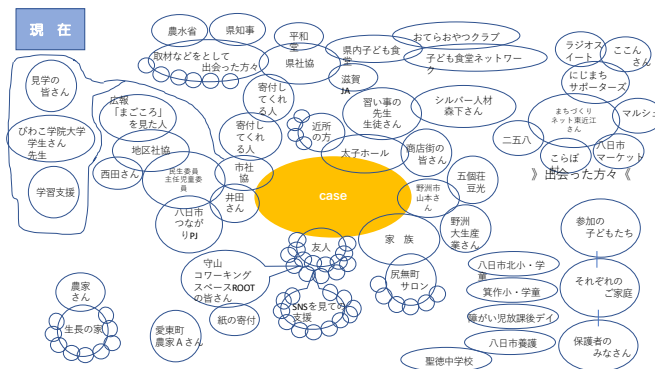 現 在
農水省
県知事
平和
堂
県内子ども食
堂
おてらおやつクラブ
ラジオス
イート
ここん
さん
取材などをとして
出会った方々
県社協
子ども食堂ネットワー
ク
にじまち
サポーターズ
見学の
皆さん
滋賀
JA
広報
「まごころ」
を見た人
寄付して
くれ
る人
習い事の
先生
生徒さん
シルバー人材
森下さん
まちづくり
ネット東近江
さん
マルシェ
びわこ学院大学
学生さん
先生
寄付し
てくれ
る人
近所
の方
二五八
地区社協
太子ホール
商店街の
皆さん
こらぼ
村
八日市
マーケット
西田さん
民生委員
主任児童委
員
市社
協
五個荘
豆光
》出会った方々《
学習支援
井田
さん
case
野洲市
山本さ
ん
八日市
つなが
りPJ
家 族
野洲
大生産
業さん
参加の
子どもたち
友人
守山
コワーキング
スペースROOT
の皆さん
尻無町
サロン
八日市北小・学
童
農家
さん
SNSを見ての
支援
箕作小・学童
それぞれの
ご家庭
生長の家
愛東町
農家Aさん
紙の寄付
障がい児放課後デイ
八日市養護
保護者の
みなさん
聖徳中学校